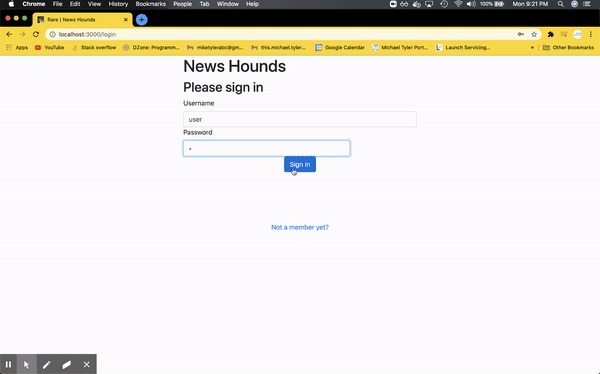 Chrome File Edit View History Bookmarks People Tab Window Help 100% Mon 9:21 PM
Rare | News Hounds
localhost:3000/login
Apps YouTube Stack overflow DZone: Programm... miketylerabc@gm... this.michael.tyler... Google Calendar Michael Tyler Port... Launch Servicing... » Other Bookmarks
News Hounds
Please sign in
Username
user
Password
Sign In
Not a member yet?